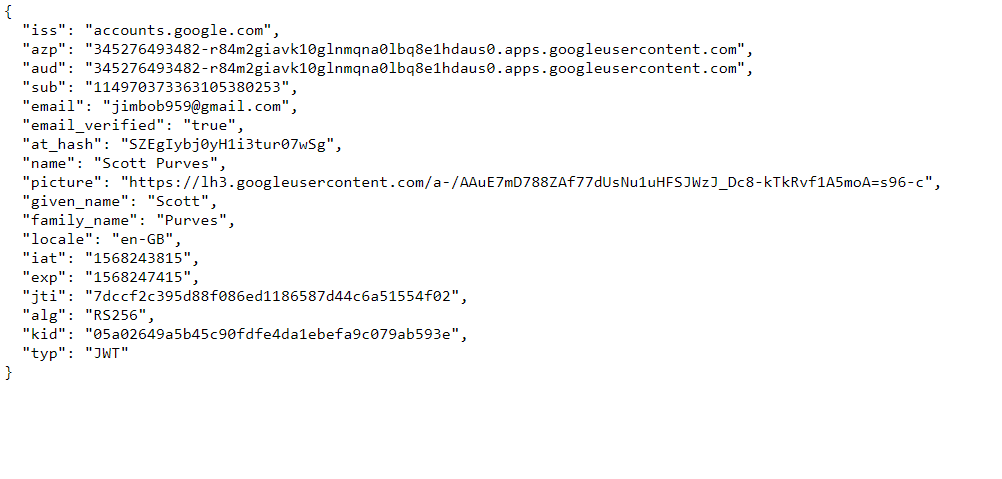 {
  "iss": "accounts.google.com",
  "azp": "345276493482-r84m2giavk10glnmqna0lbq8e1hdaus0.apps.googleusercontent.com",
  "aud": "345276493482-r84m2giavk10glnmqna0lbq8e1hdaus0.apps.googleusercontent.com",
  "sub": "114970373363105380253",
  "email": "jimbob959@gmail.com",
  "email_verified": "true",
  "at_hash": "SZEgIybj0yH1i3tur07wSg",
  "name": "Scott Purves",
  "picture": "https://lh3.googleusercontent.com/a-/AAuE7mD788ZAf77dUsNu1uHFSJWzJ_Dc8-kTkRvf1A5moA=s96-c",
  "given_name": "Scott",
  "family_name": "Purves",
  "locale": "en-GB",
  "iat": "1568243815",
  "exp": "1568247415",
  "jti": "7dccf2c395d88f086ed1186587d44c6a51554f02",
  "alg": "RS256",
  "kid": "05a02649a5b45c90fdfe4da1ebefa9c079ab593e",
  "typ": "JWT"
}